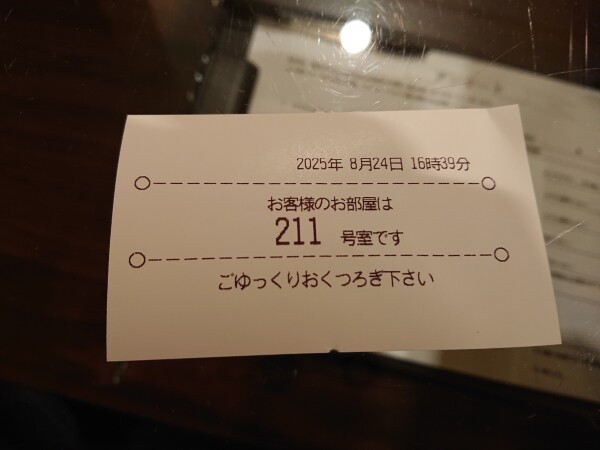 2025年 8月24日 16時39分
お客様のお部屋は
211 号室です
ごゆっくりおくつろぎ下さい